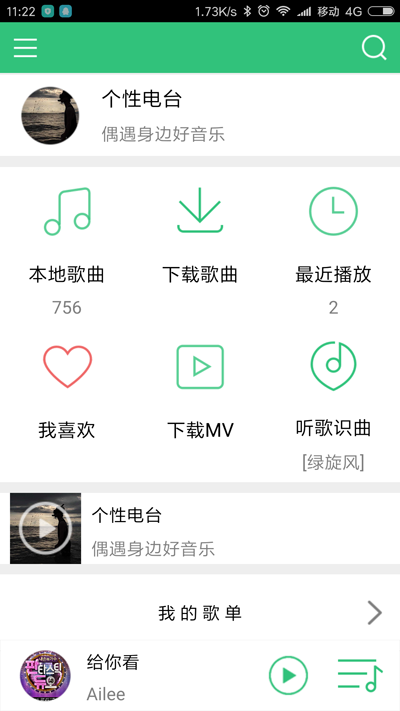 11:22 1.73K/s 移动 4G
个性电台
偶遇身边好音乐
本地歌曲 下载歌曲 最近播放
756 2
我喜欢 下载MV 听歌识曲
[绿旋风]
个性电台
偶遇身边好音乐
我的歌单
给你看
Ailee